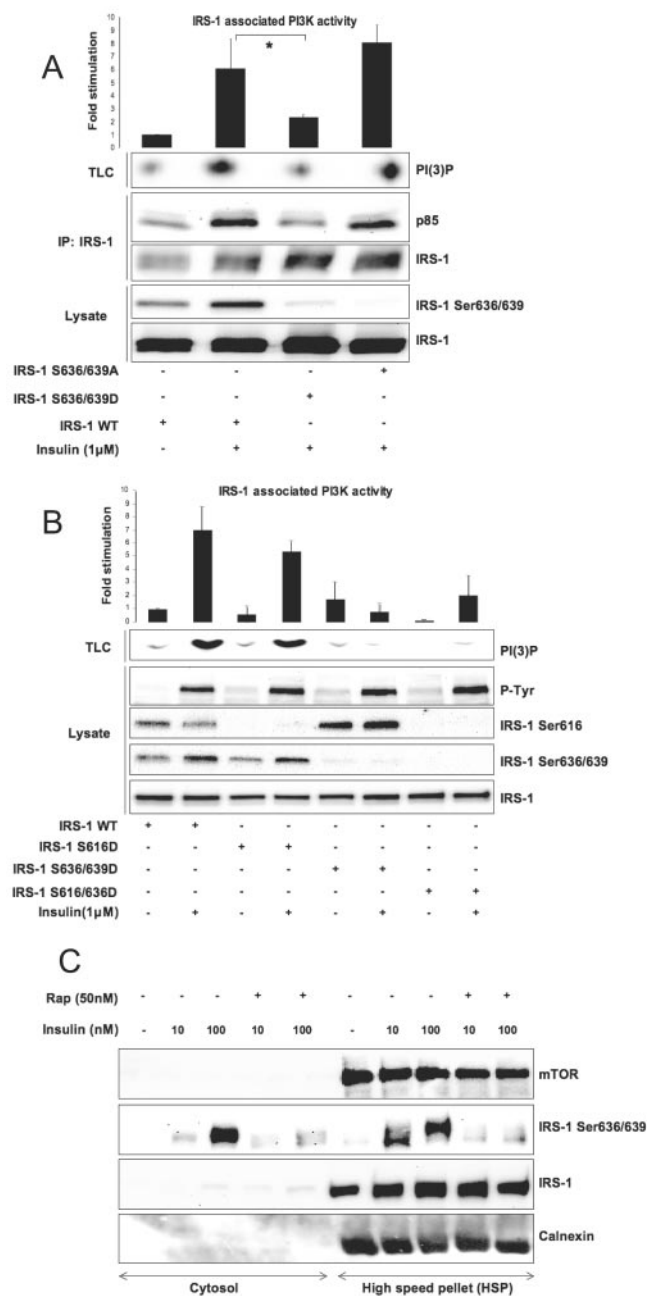 A
IRS-1 associated PI3K activity
*
Fold stimulation
10
9
8
7
6
5
4
3
2
1
0
TLC
PI(3)P
IP: IRS-1
p85
IRS-1
Lysate
IRS-1 Ser636/639
IRS-1
IRS-1 S636/639A - - - +
IRS-1 S636/639D - - + -
IRS-1 WT + + - -
Insulin (1µM) - + + +
B
IRS-1 associated PI3K activity
Fold stimulation
10
9
8
7
6
5
4
3
2
1
0
TLC
PI(3)P
Lysate
P-Tyr
IRS-1 Ser616
IRS-1 Ser636/639
IRS-1
IRS-1 WT + + - - - - - -
IRS-1 S616D - - + + - - - -
IRS-1 S636/639D - - - - + + - -
IRS-1 S616/636D - - - - - - + +
Insulin(1µM) - + - + - + - +
C
Rap (50nM) - - - + + - - - + +
Insulin (nM) - 10 100 10 100 - 10 100 10 100
mTOR
IRS-1 Ser636/639
IRS-1
Calnexin
Cytosol
High speed pellet (HSP)